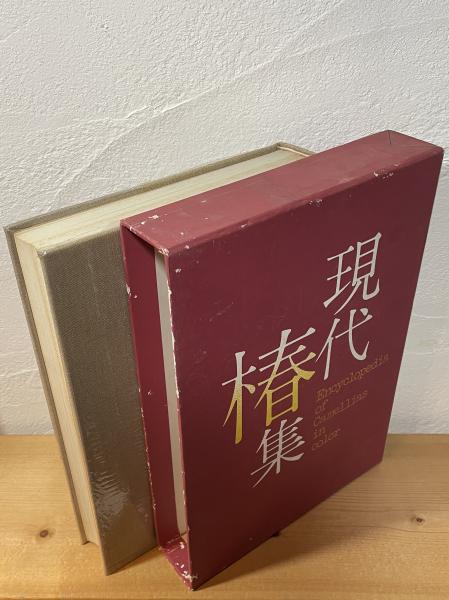 現代
椿集
Encyclopedia
of
Camellias
in
color